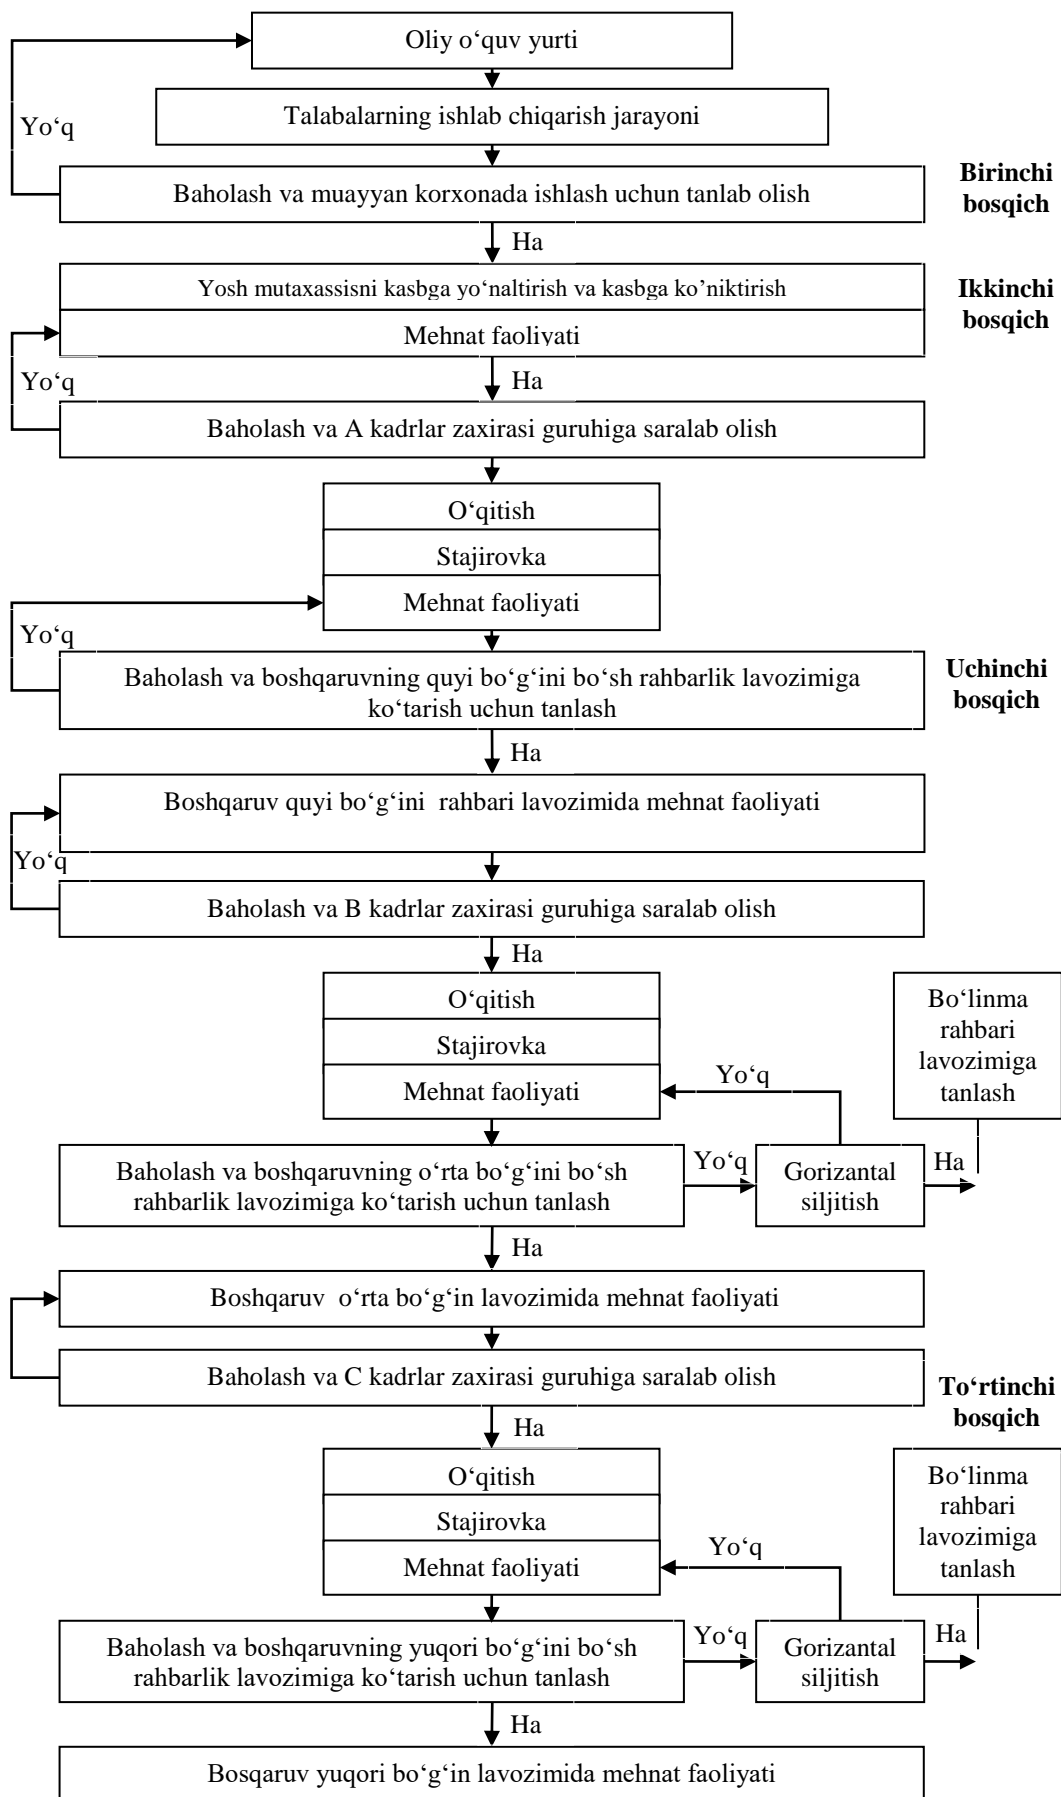 Oliy o‘quv yurti
Talabalarning ishlab chiqarish jarayoni
Yo‘q
Baholash va muayyan korxonada ishlash uchun tanlab olish
Birinchi
bosqich
Ha
Yosh mutaxassisni kasbga yo‘naltirish va kasbga ko’niktirish
Ikkinchi
bosqich
Mehnat faoliyati
Yo‘q
Ha
Baholash va A kadrlar zaxirasi guruhiga saralab olish
O‘qitish
Stajirovka
Mehnat faoliyati
Yo‘q
Baholash va boshqaruvning quyi bo‘g‘ini bo‘sh rahbarlik lavozimiga
ko‘tarish uchun tanlash
Uchinchi
bosqich
Ha
Boshqaruv quyi bo‘g‘ini rahbari lavozimida mehnat faoliyati
Yo‘q
Baholash va B kadrlar zaxirasi guruhiga saralab olish
Ha
O‘qitish
Stajirovka
Mehnat faoliyati
Yo‘q
Bo‘linma
rahbari
lavozimiga
tanlash
Baholash va boshqaruvning o‘rta bo‘g‘ini bo‘sh
rahbarlik lavozimiga ko‘tarish uchun tanlash
Yo‘q
Gorizantal
siljitish
Ha
Ha
Boshqaruv o‘rta bo‘g‘in lavozimida mehnat faoliyati
Baholash va C kadrlar zaxirasi guruhiga saralab olish
To‘rtinchi
bosqich
Ha
O‘qitish
Stajirovka
Mehnat faoliyati
Yo‘q
Bo‘linma
rahbari
lavozimiga
tanlash
Baholash va boshqaruvning yuqori bo‘g‘ini bo‘sh
rahbarlik lavozimiga ko‘tarish uchun tanlash
Yo‘q
Gorizantal
siljitish
Ha
Ha
Bosqaruv yuqori bo‘g‘in lavozimida mehnat faoliyati